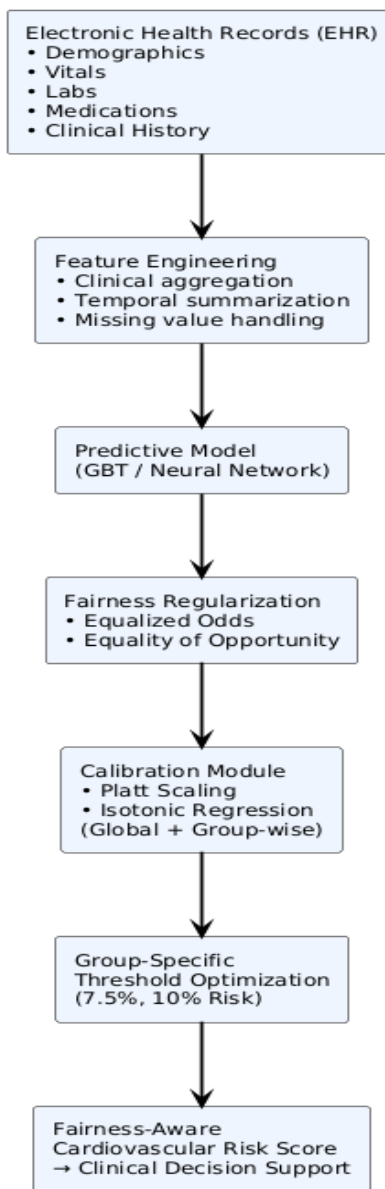 Electronic Health Records (EHR)
• Demographics
• Vitals
• Labs
• Medications
• Clinical History
Feature Engineering
• Clinical aggregation
• Temporal summarization
• Missing value handling
Predictive Model
(GBT / Neural Network)
Fairness Regularization
• Equalized Odds
• Equality of Opportunity
Calibration Module
• Platt Scaling
• Isotonic Regression
(Global + Group-wise)
Group-Specific
Threshold Optimization
(7.5%, 10% Risk)
Fairness-Aware
Cardiovascular Risk Score
→ Clinical Decision Support